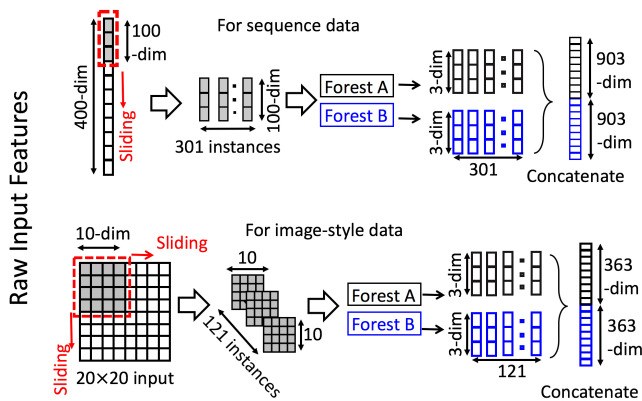 Raw Input Features
For sequence data
400-dim
100
-dim
Sliding
301 instances
100-dim
Forest A
Forest B
3-dim
3-dim
301
903
-dim
903
-dim
Concatenate
For image-style data
10-dim
Sliding
Sliding
20×20 input
10
10
121 instances
Forest A
Forest B
3-dim
3-dim
121
363
-dim
363
-dim
Concatenate